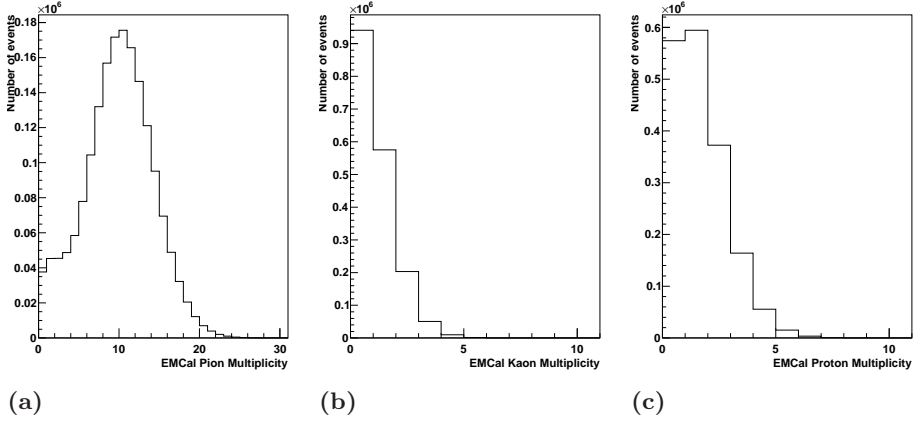 ×10⁶
Number of events
0.18
0.16
0.14
0.12
0.1
0.08
0.06
0.04
0.02
0
0 10 20 30
EMCal Pion Multiplicity
(a)
×10⁶
Number of events
0.9
0.8
0.7
0.6
0.5
0.4
0.3
0.2
0.1
0
0 5 10
EMCal Kaon Multiplicity
(b)
×10⁶
Number of events
0.6
0.5
0.4
0.3
0.2
0.1
0
0 5 10
EMCal Proton Multiplicity
(c)